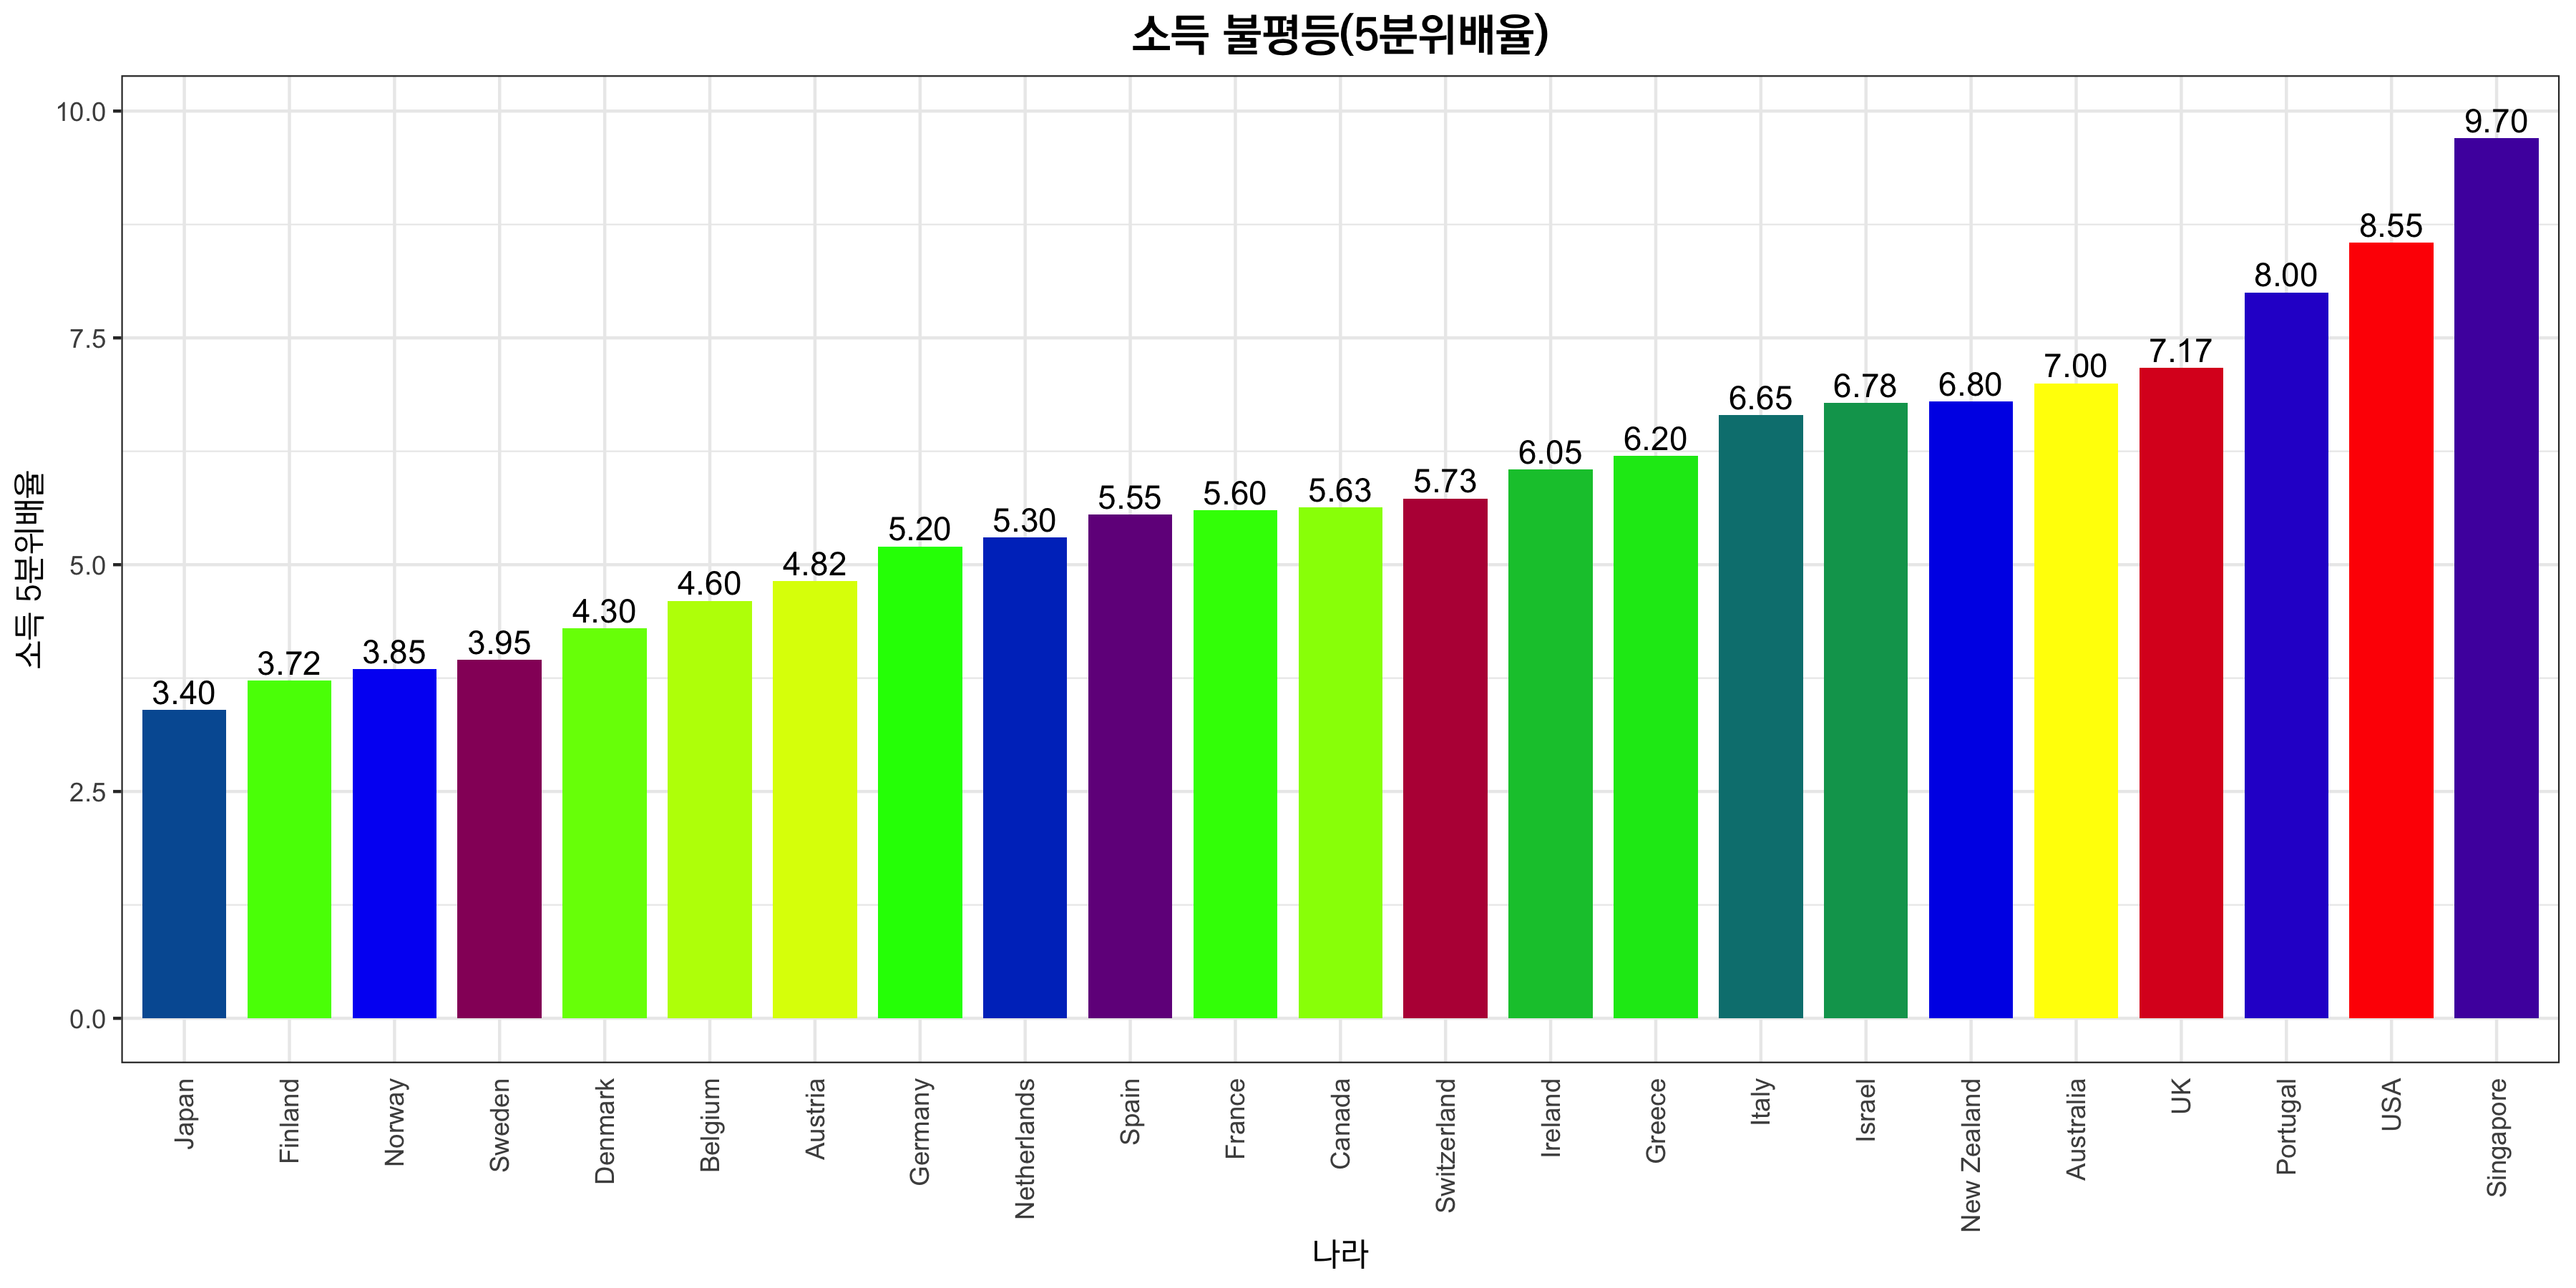 소득 불평등(5분위배율)
소득 5분위배율
10.0
7.5
5.0
2.5
0.0
3.40
3.72
3.85
3.95
4.30
4.60
4.82
5.20
5.30
5.55
5.60
5.63
5.73
6.05
6.20
6.65
6.78
6.80
7.00
7.17
8.00
8.55
9.70
Japan
Finland
Norway
Sweden
Denmark
Belgium
Austria
Germany
Netherlands
Spain
France
Canada
Switzerland
Ireland
Greece
Italy
Israel
New Zealand
Australia
UK
Portugal
USA
Singapore
나라